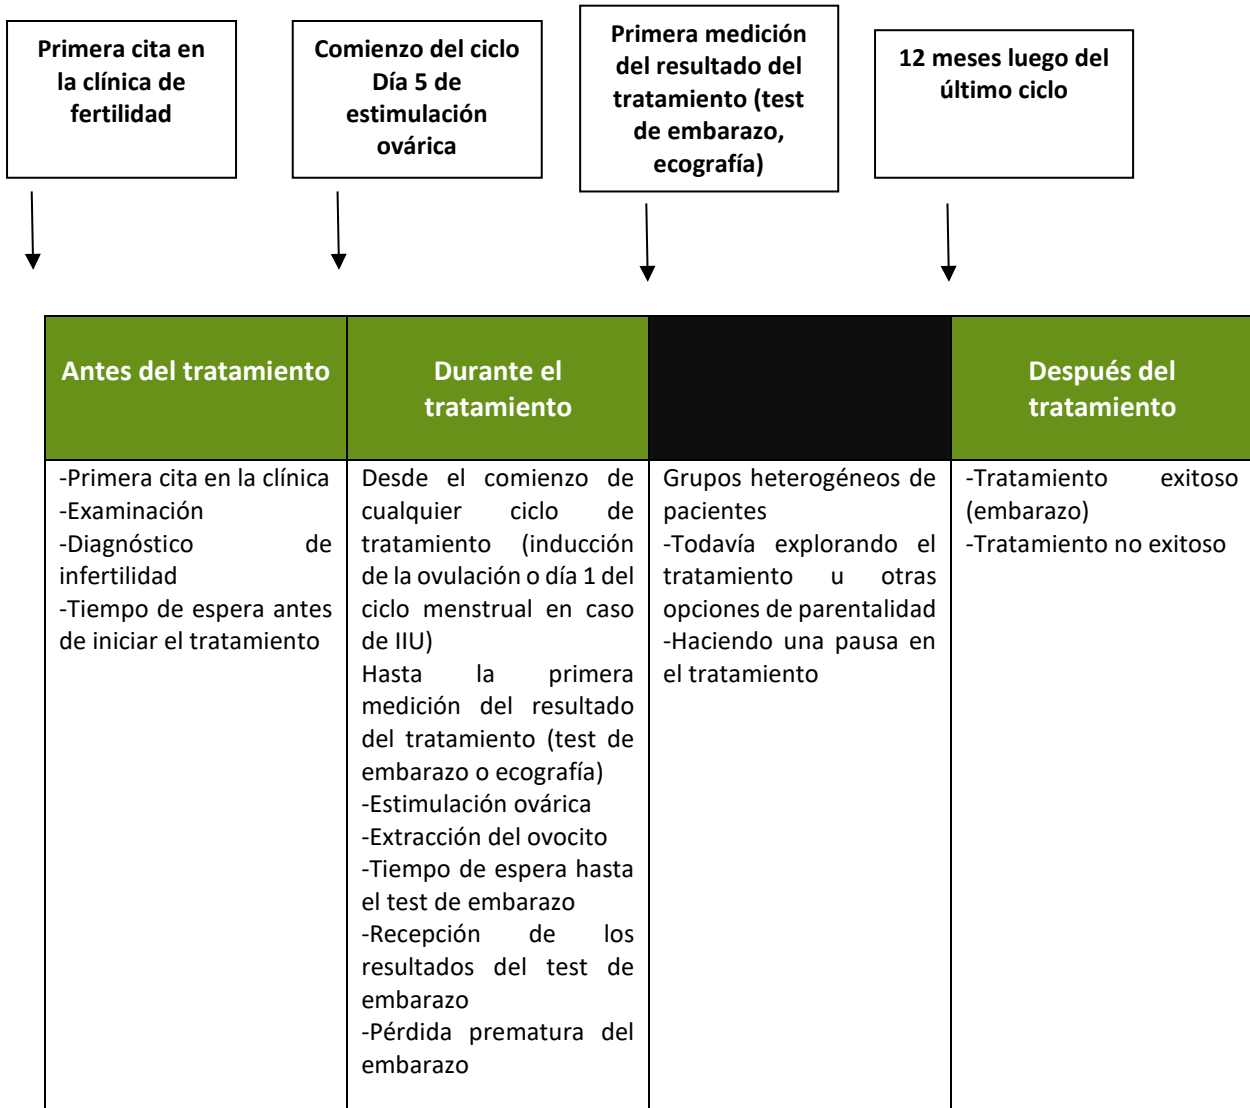 Primera cita en
la clínica de
fertilidad
Comienzo del ciclo
Día 5 de
estimulación
ovárica
Primera medición
del resultado del
tratamiento (test
de embarazo,
ecografía)
12 meses luego del
último ciclo
Antes del tratamiento
Durante el
tratamiento
Después del
tratamiento
-Primera cita en la clínica
-Examinación
-Diagnóstico de
infertilidad
-Tiempo de espera antes
de iniciar el tratamiento
Desde el comienzo de
cualquier ciclo de
tratamiento (inducción
de la ovulación o día 1 del
ciclo menstrual en caso
de IIU)
Hasta la primera
medición del resultado
del tratamiento (test de
embarazo o ecografía)
-Estimulación ovárica
-Extracción del ovocito
-Tiempo de espera hasta
el test de embarazo
-Recepción de los
resultados del test de
embarazo
-Pérdida prematura del
embarazo
Grupos heterogéneos de
pacientes
-Todavía explorando el
tratamiento u otras
opciones de parentalidad
-Haciendo una pausa en
el tratamiento
-Tratamiento exitoso
(embarazo)
-Tratamiento no exitoso